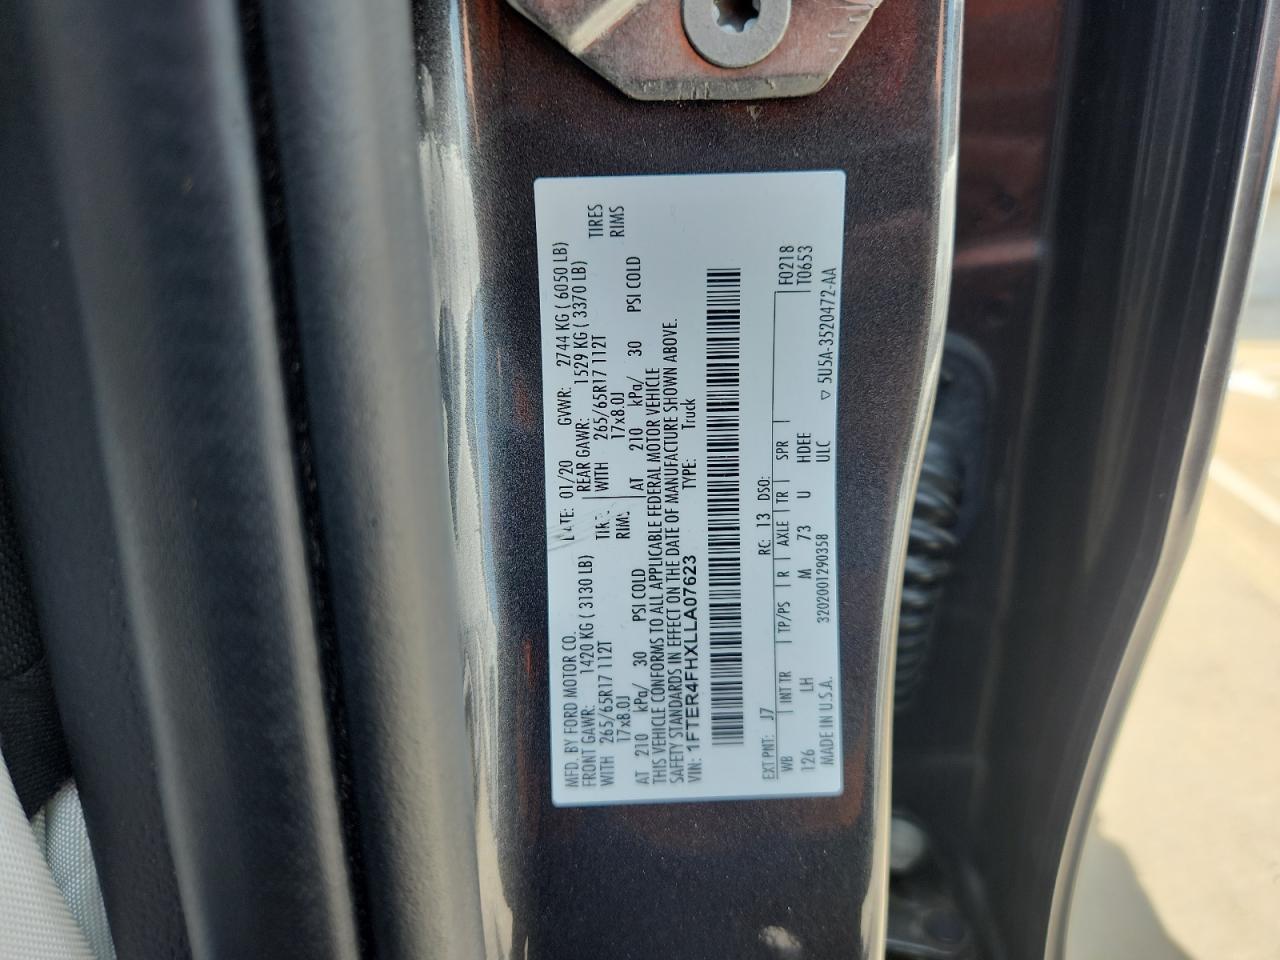 MFD. BY FORD MOTOR CO.
DATE: 01/20 GVWR: 2744 KG ( 6050 LB)
FRONT GAWR: 1420 KG ( 3130 LB) REAR GAWR: 1529 KG ( 3370 LB)
WITH 265/65R17 112T TIRES WITH 265/65R17 112T TIRES
17x8.0J RIMS 17x8.0J RIMS
AT 210 kPa/ 30 PSI COLD AT 210 kPa/ 30 PSI COLD
THIS VEHICLE CONFORMS TO ALL APPLICABLE FEDERAL MOTOR VEHICLE
SAFETY STANDARDS IN EFFECT ON THE DATE OF MANUFACTURE SHOWN ABOVE.
VIN: 1FTER4FHXLLA07623 TYPE: Truck
EXT PNT: J7 RC: 13 DSO:
WB INT TR TP/PS R AXLE TR SPR F0218
126 LH M 73 U HDEE T0653
MADE IN U.S.A. 3202001290358 ULC ▽ 5U5A-3520472-AA